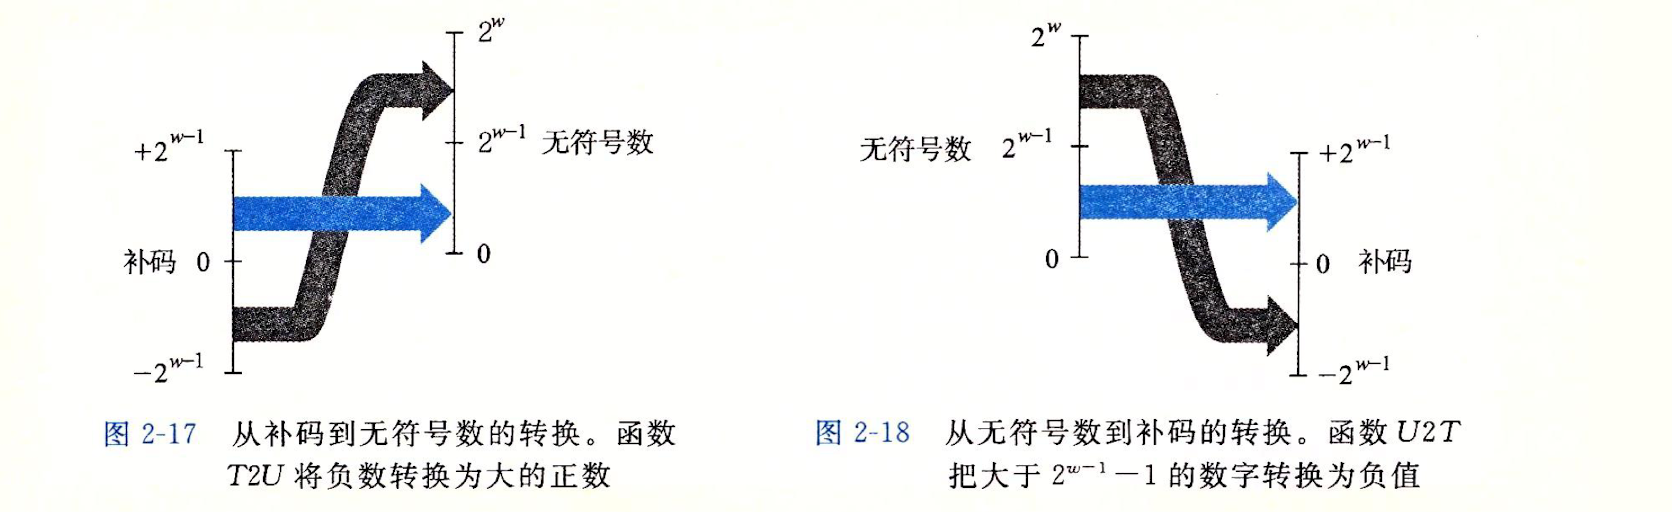 2^w
+2^{w-1}
2^{w-1} 无符号数
补码 0
0
-2^{w-1}
图 2-17 从补码到无符号数的转换。函数
T2U 将负数转换为大的正数
2^w
无符号数 2^{w-1}
+2^{w-1}
0
0 补码
-2^{w-1}
图 2-18 从无符号数到补码的转换。函数 U2T
把大于 2^{w-1}-1 的数字转换为负值